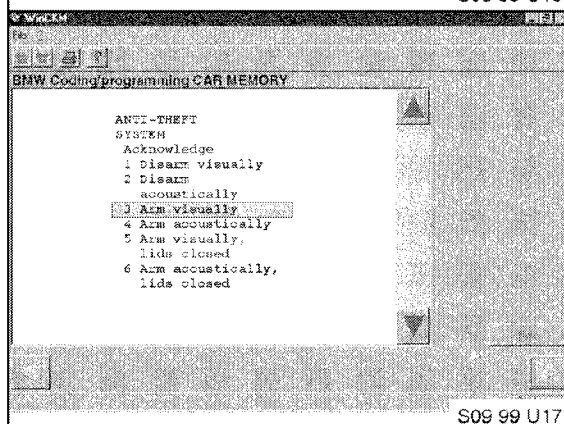 WinCKM
BMW Coding/programming CAR MEMORY
ANTI-THEFT
SYSTEM
Acknowledge
1 Disarm visually
2 Disarm
acoustically
3 Arm visually
4 Arm acoustically
5 Arm visually,
lids closed
6 Arm acoustically,
lids closed
S09 99 U17